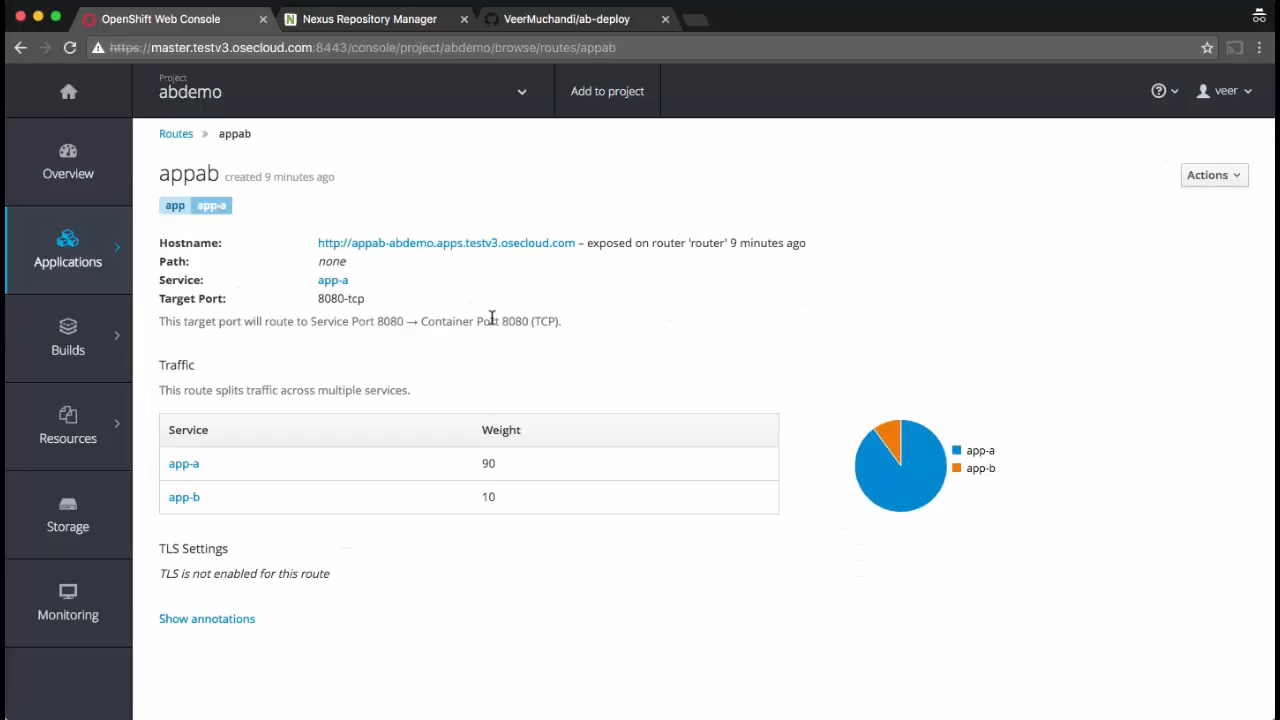 OpenShift Web Console
Nexus Repository Manager
VeerMuchandi/ab-deploy
https://master.testv3.osecloud.com:8443/console/project/abdemo/browse/routes/appab
Project
abdemo
Add to project
veer
Overview
Applications
Builds
Resources
Storage
Monitoring
Routes » appab
appab created 9 minutes ago
Actions
app app-a
Hostname: http://appab-abdemo.apps.testv3.osecloud.com – exposed on router 'router' 9 minutes ago
Path: none
Service: app-a
Target Port: 8080-tcp
This target port will route to Service Port 8080 → Container Port 8080 (TCP).
Traffic
This route splits traffic across multiple services.
Service Weight
app-a 90
app-b 10
app-a
app-b
TLS Settings
TLS is not enabled for this route
Show annotations